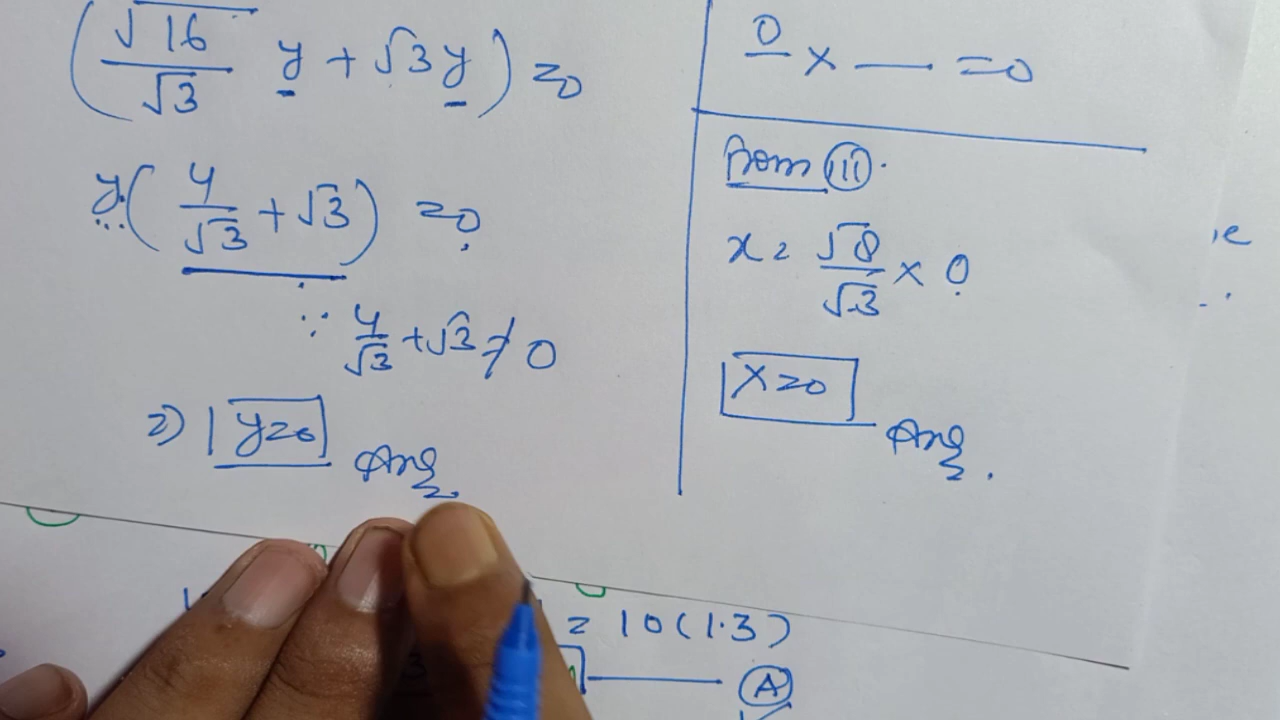 (√16/√3 y + √3y) = 0
y(4/√3 + √3) = 0
∵ 4/√3 + √3 ≠ 0
⇒ y=0 Ans.
0 × — = 0
From (iii).
x = √8/√3 × 0
x=0 Ans.
= 10(1.3)
(A)